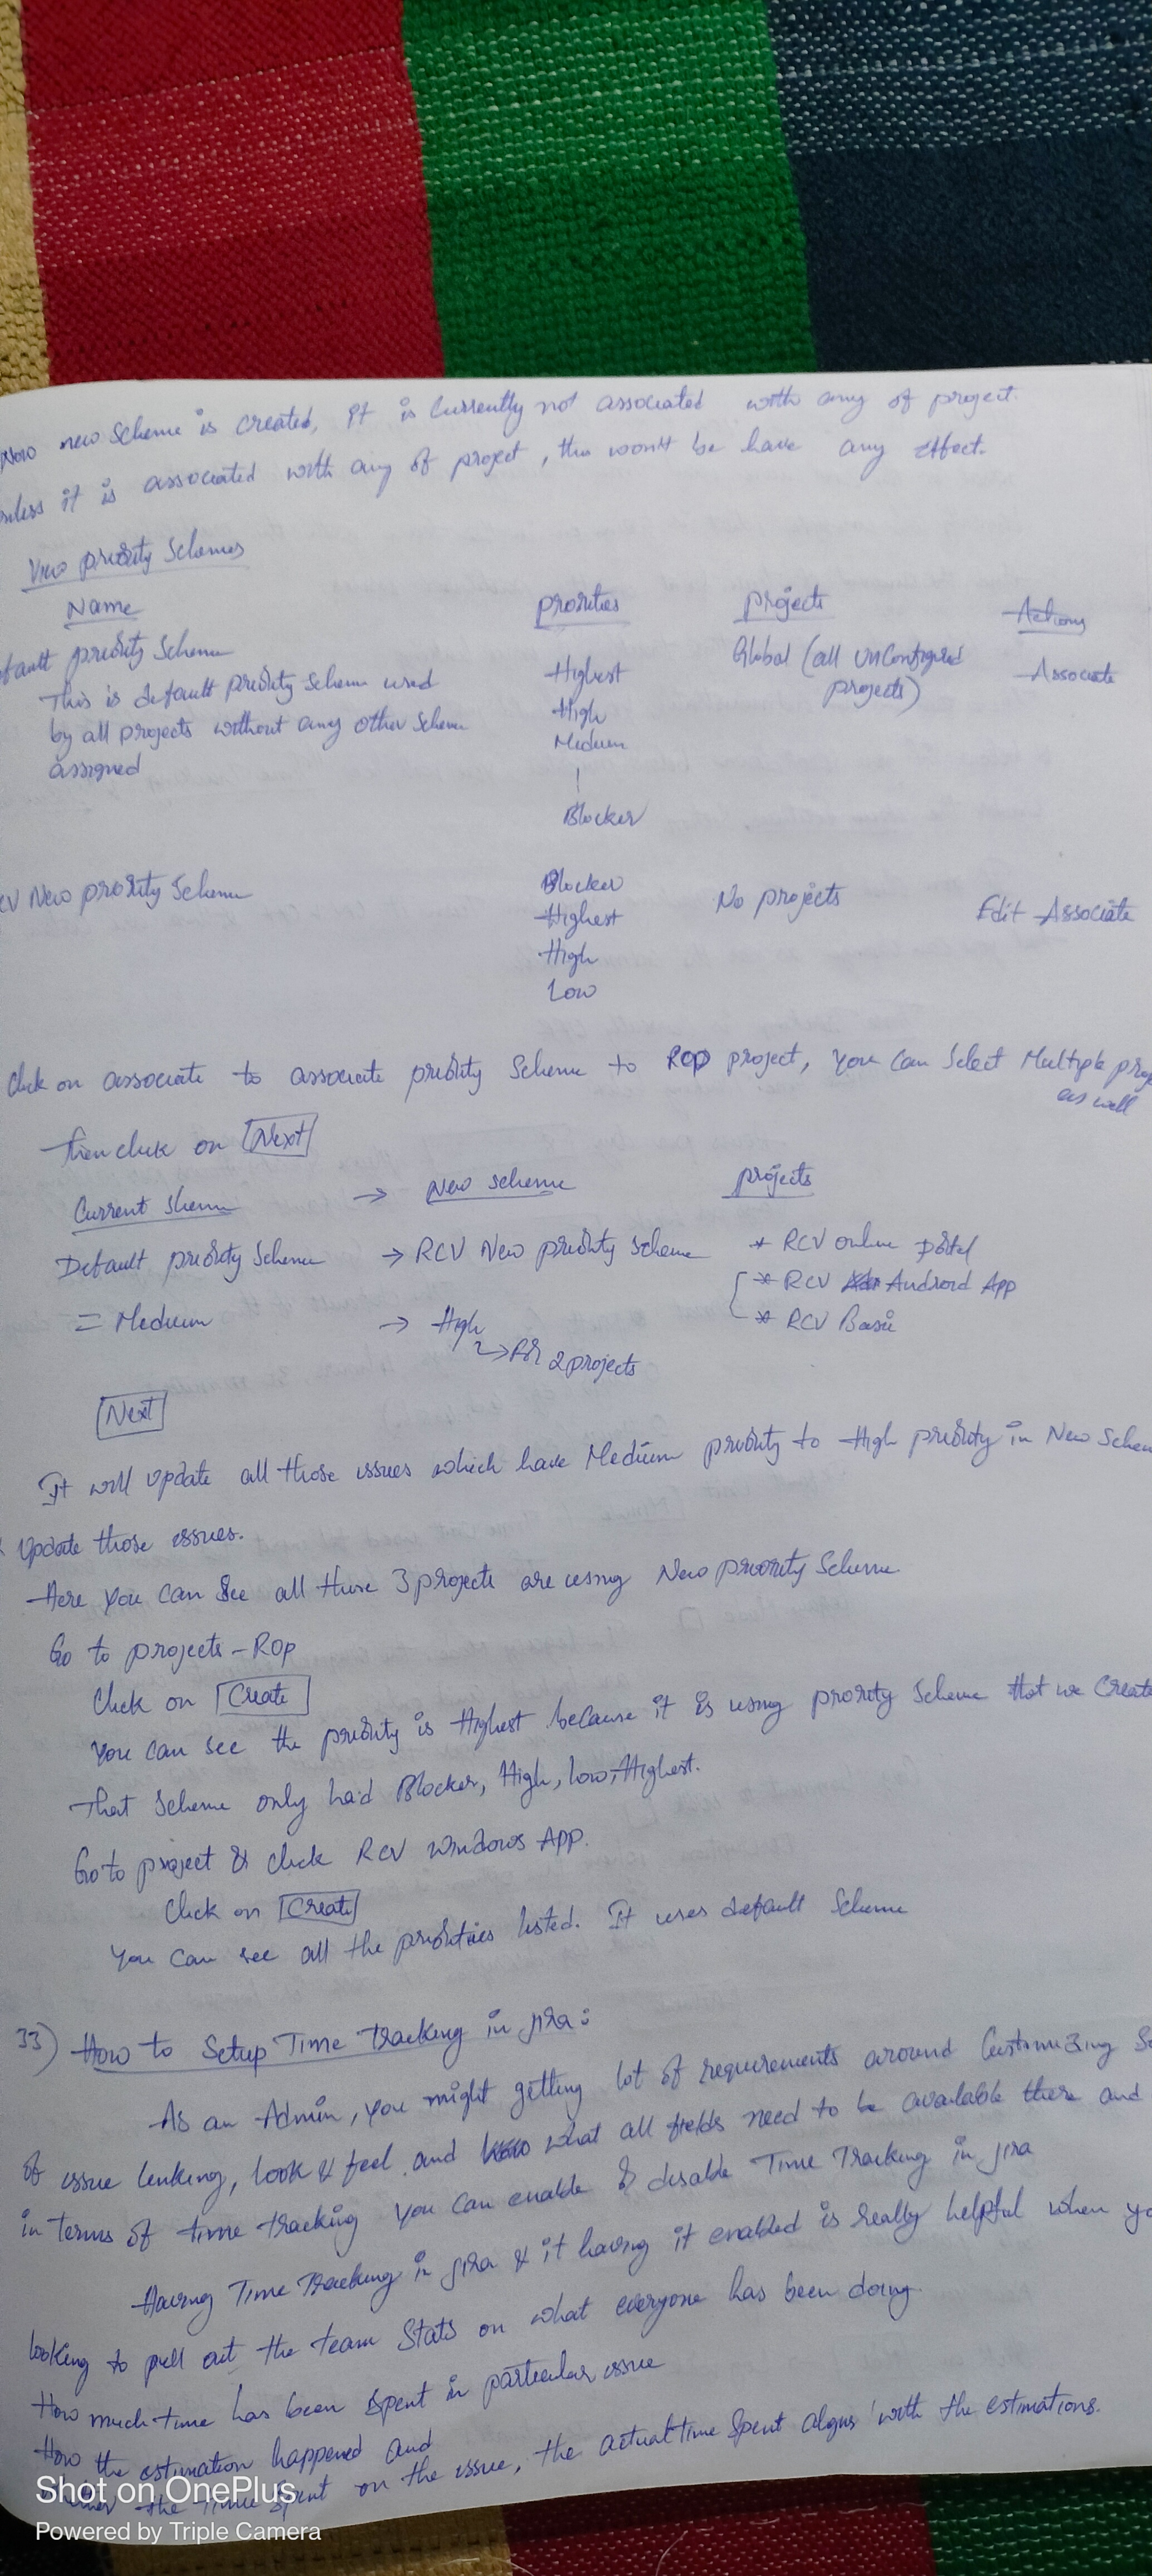 Now new Scheme is created, it is Currently not associated with any of project.
unless it is associated with any of project, this won't be have any effect.
View priority Schemes
Name priorities projects Actions
Default priority Scheme Highest Global (all unconfigured projects) Associate
This is default priority Scheme used High
by all projects without any other Scheme Medium
assigned
Blocker
RCV New priority Scheme Blocker No projects Edit Associate
Highest
High
Low
Click on associate to associate priority Scheme to ROP project, you can Select Multiple
as well
Then click on Next
Current sheme → New scheme projects
Default priority Scheme → RCV New priority scheme * RCV online portal
* RCV Android App
= Medium → High * RCV Basic
↳ for 2 projects
Next
It will update all those issues which have Medium priority to High priority in New Scheme
& Update those issues.
Here you can see all these 3 projects are using New priority Scheme
Go to projects - ROP
Click on Create
You can see the priority is Highest because it is using priority Scheme that we Create
That Scheme only had Blocker, High, low, Highest.
Go to project & click RCV windows App.
Click on Create
You can see all the priorities listed. It uses default Scheme
33) How to Setup Time Tracking in jira:
As an Admin, you might getting lot of requirements around Customizing
of issue linking, look & feel and what all fields need to be available there and
in terms of time tracking you can enable & disable Time Tracking in jira
Having Time Tracking in jira & it having it enabled is really helpful when
looking to pull out the team Stats on what everyone has been doing.
How much time has been spent in particular issue
How the estimation happened and
the time spent on the issue, the actual time spent aligns with the estimations.
Shot on OnePlus
Powered by Triple Camera